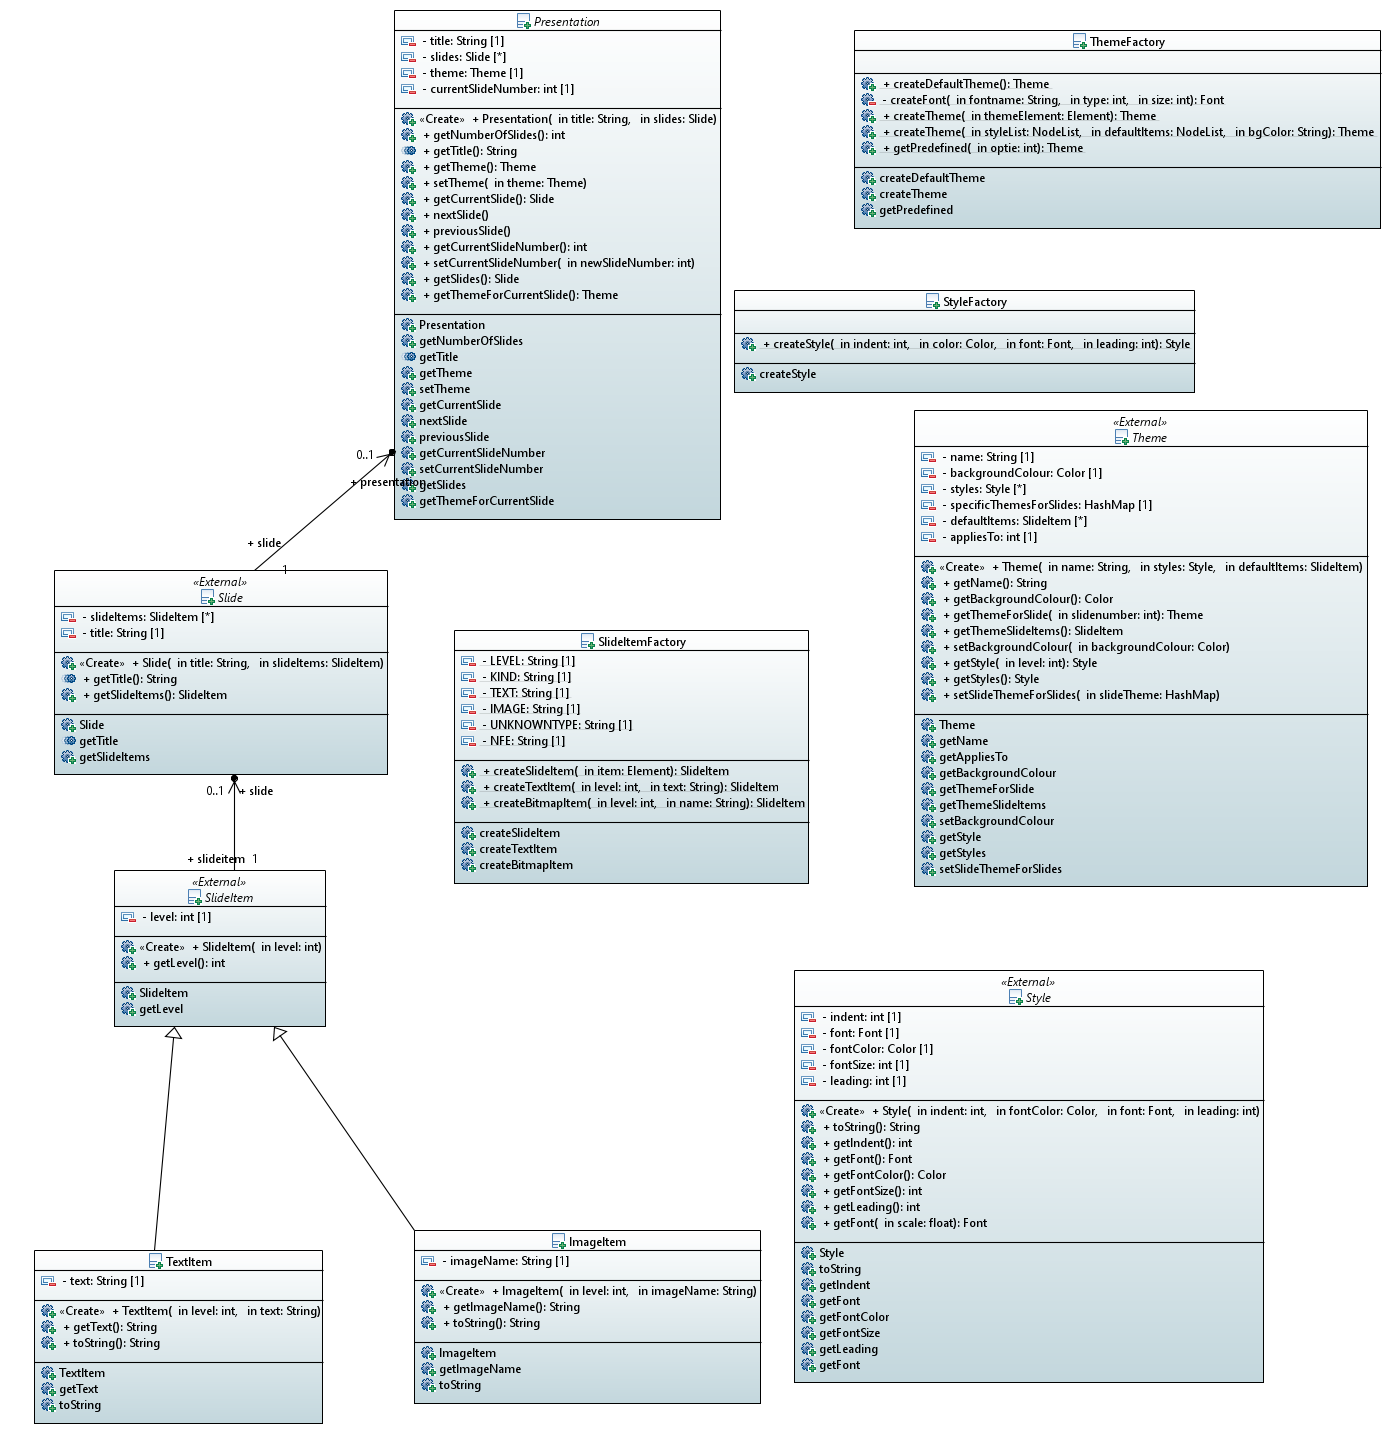 Presentation
- title: String [1]
- slides: Slide [*]
- theme: Theme [1]
- currentSlideNumber: int [1]
«Create» + Presentation( in title: String, in slides: Slide)
+ getNumberOfSlides(): int
+ getTitle(): String
+ getTheme(): Theme
+ setTheme( in theme: Theme)
+ getCurrentSlide(): Slide
+ nextSlide()
+ previousSlide()
+ getCurrentSlideNumber(): int
+ setCurrentSlideNumber( in newSlideNumber: int)
+ getSlides(): Slide
+ getThemeForCurrentSlide(): Theme
Presentation
getNumberOfSlides
getTitle
getTheme
setTheme
getCurrentSlide
nextSlide
previousSlide
getCurrentSlideNumber
setCurrentSlideNumber
getSlides
getThemeForCurrentSlide
ThemeFactory
+ createDefaultTheme(): Theme
- createFont( in fontname: String, in type: int, in size: int): Font
+ createTheme( in themeElement: Element): Theme
+ createTheme( in styleList: NodeList, in defaultItems: NodeList, in bgColor: String): Theme
+ getPredefined( in optie: int): Theme
createDefaultTheme
createTheme
getPredefined
StyleFactory
+ createStyle( in indent: int, in color: Color, in font: Font, in leading: int): Style
createStyle
«External»
Theme
- name: String [1]
- backgroundColour: Color [1]
- styles: Style [*]
- specificThemesForSlides: HashMap [1]
- defaultItems: SlideItem [*]
- appliesTo: int [1]
«Create» + Theme( in name: String, in styles: Style, in defaultItems: SlideItem)
+ getName(): String
+ getBackgroundColour(): Color
+ getThemeForSlide( in slidenumber: int): Theme
+ getThemeSlideItems(): SlideItem
+ setBackgroundColour( in backgroundColour: Color)
+ getStyle( in level: int): Style
+ getStyles(): Style
+ setSlideThemeForSlides( in slideTheme: HashMap)
Theme
getName
getAppliesTo
getBackgroundColour
getThemeForSlide
getThemeSlideItems
setBackgroundColour
getStyle
getStyles
setSlideThemeForSlides
0..1
+ presentation
+ slide
1
«External»
Slide
- slideItems: SlideItem [*]
- title: String [1]
«Create» + Slide( in title: String, in slideItems: SlideItem)
+ getTitle(): String
+ getSlideItems(): SlideItem
Slide
getTitle
getSlideItems
0..1
+ slide
+ slideitem 1
SlideItemFactory
- LEVEL: String [1]
- KIND: String [1]
- TEXT: String [1]
- IMAGE: String [1]
- UNKNOWNTYPE: String [1]
- NFE: String [1]
+ createSlideItem( in item: Element): SlideItem
+ createTextItem( in level: int, in text: String): SlideItem
+ createBitmapItem( in level: int, in name: String): SlideItem
createSlideItem
createTextItem
createBitmapItem
«External»
SlideItem
- level: int [1]
«Create» + SlideItem( in level: int)
+ getLevel(): int
SlideItem
getLevel
«External»
Style
- indent: int [1]
- font: Font [1]
- fontColor: Color [1]
- fontSize: int [1]
- leading: int [1]
«Create» + Style( in indent: int, in fontColor: Color, in font: Font, in leading: int)
+ toString(): String
+ getIndent(): int
+ getFont(): Font
+ getFontColor(): Color
+ getFontSize(): int
+ getLeading(): int
+ getFont( in scale: float): Font
Style
toString
getIndent
getFont
getFontColor
getFontSize
getLeading
getFont
TextItem
- text: String [1]
«Create» + TextItem( in level: int, in text: String)
+ getText(): String
+ toString(): String
TextItem
getText
toString
ImageItem
- imageName: String [1]
«Create» + ImageItem( in level: int, in imageName: String)
+ getImageName(): String
+ toString(): String
ImageItem
getImageName
toString